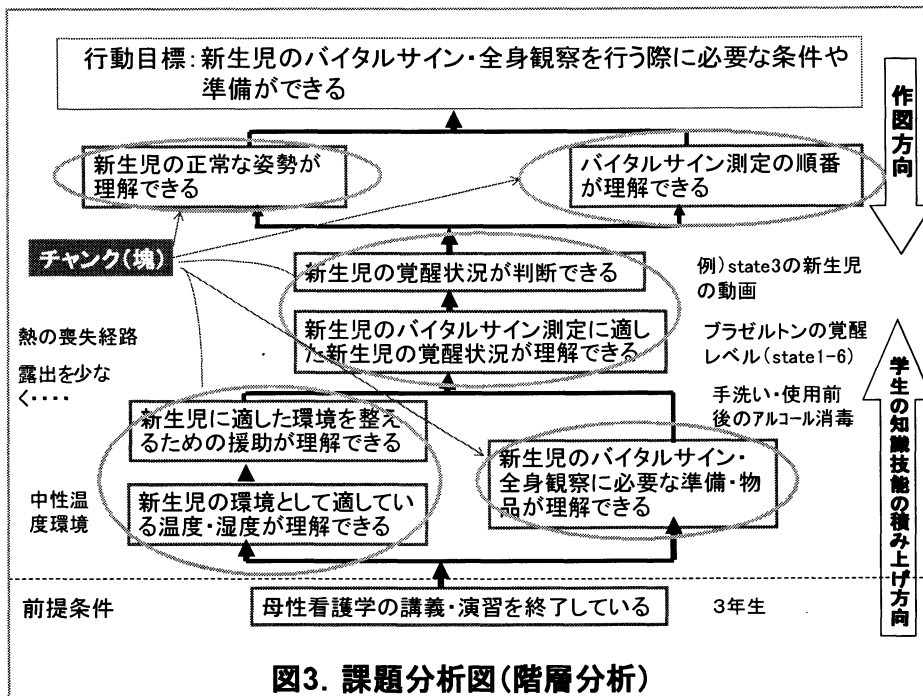 行動目標:新生児のバイタルサイン・全身観察を行う際に必要な条件や
準備ができる
作図方向
新生児の正常な姿勢が
理解できる
バイタルサイン測定の順番
が理解できる
チャンク(塊)
新生児の覚醒状況が判断できる
例)state3の新生児
の動画
新生児のバイタルサイン測定に適し
た新生児の覚醒状況が理解できる
ブラゼルトンの覚醒
レベル(state1-6)
熱の喪失経路
露出を少な
く・・・・
手洗い・使用前
後のアルコール消毒
学生の知識技能の積み上げ方向
新生児に適した環境を整え
るための援助が理解できる
新生児のバイタルサイン・
全身観察に必要な準備・物
品が理解できる
中性温
度環境
新生児の環境として適してい
る温度・湿度が理解できる
前提条件
母性看護学の講義・演習を終了している
3年生
図3. 課題分析図(階層分析)